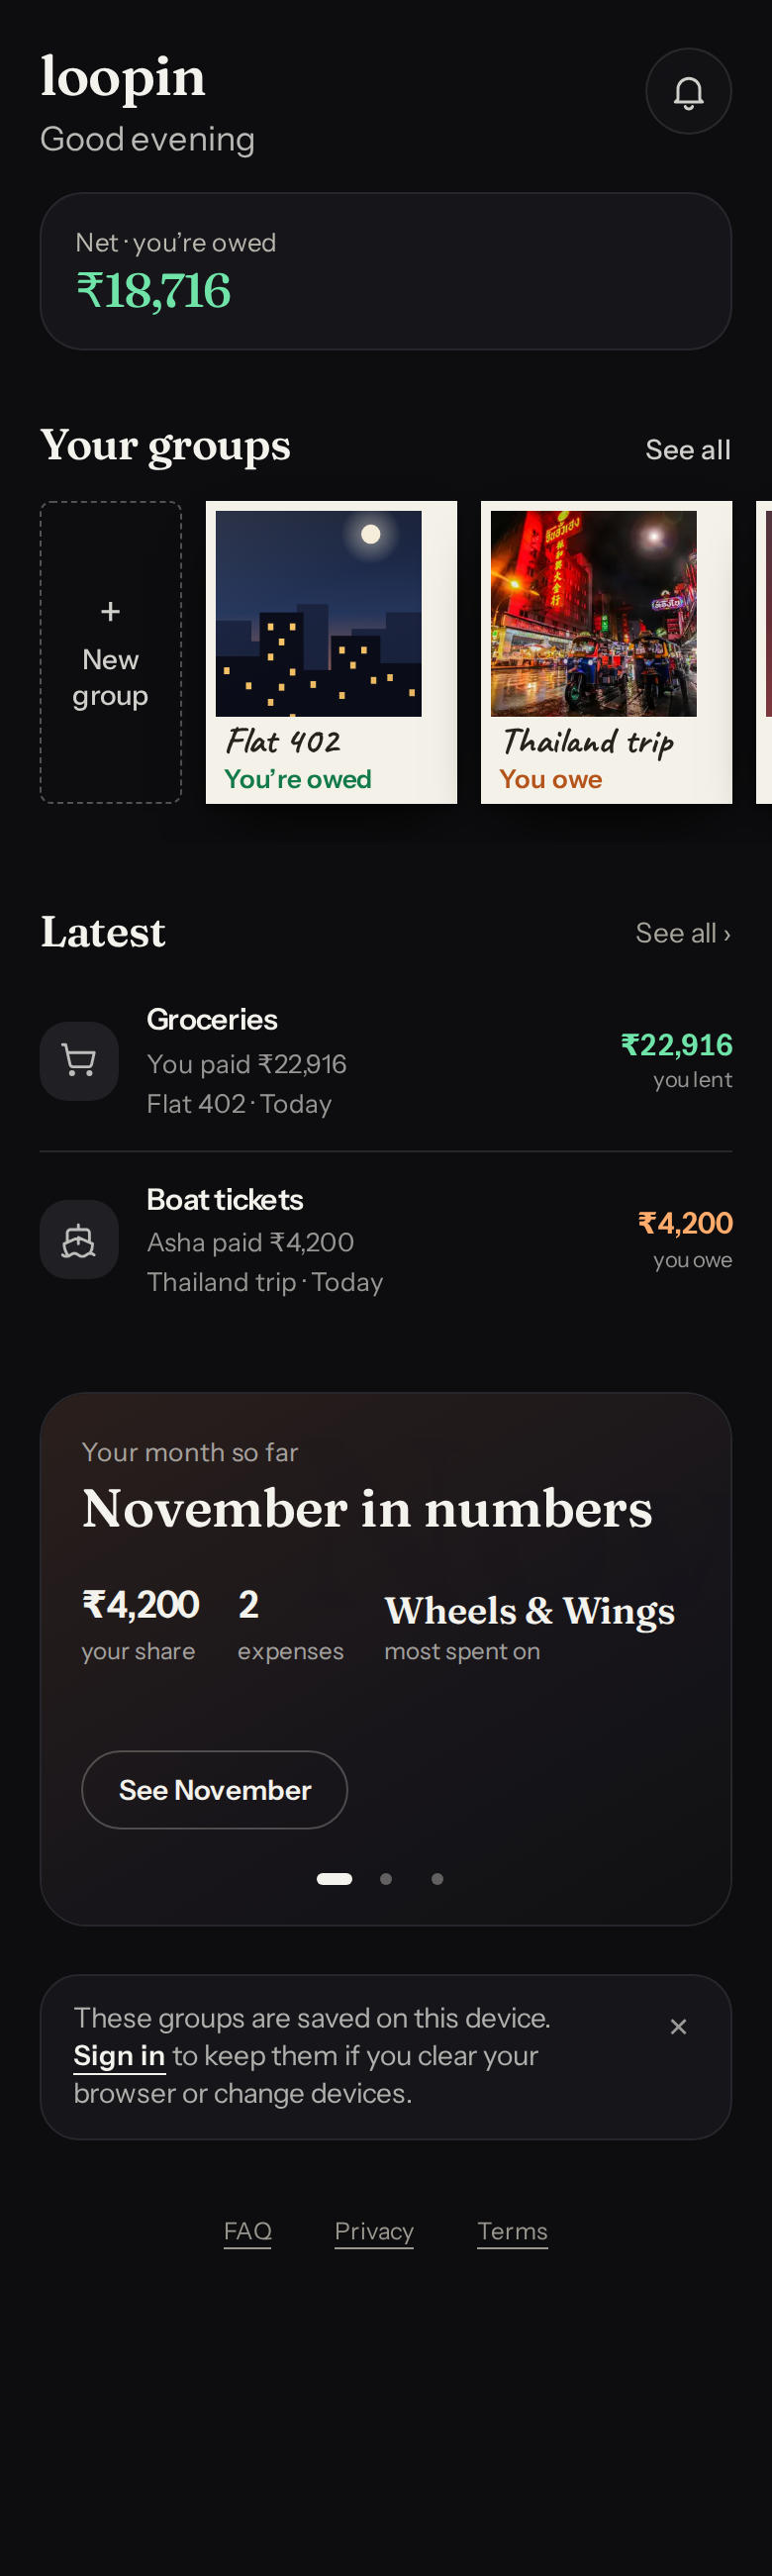 loopin
Good evening
Net · you’re owed
₹18,716
Your groups
See all
+
New
group
Flat 402
You’re owed
Thailand trip
You owe
Latest
See all ›
Groceries
You paid ₹22,916
Flat 402 · Today
₹22,916
you lent
Boat tickets
Asha paid ₹4,200
Thailand trip · Today
₹4,200
you owe
Your month so far
November in numbers
₹4,200
your share
2
expenses
Wheels & Wings
most spent on
See November
These groups are saved on this device.
Sign in to keep them if you clear your
browser or change devices.
×
FAQ
Privacy
Terms